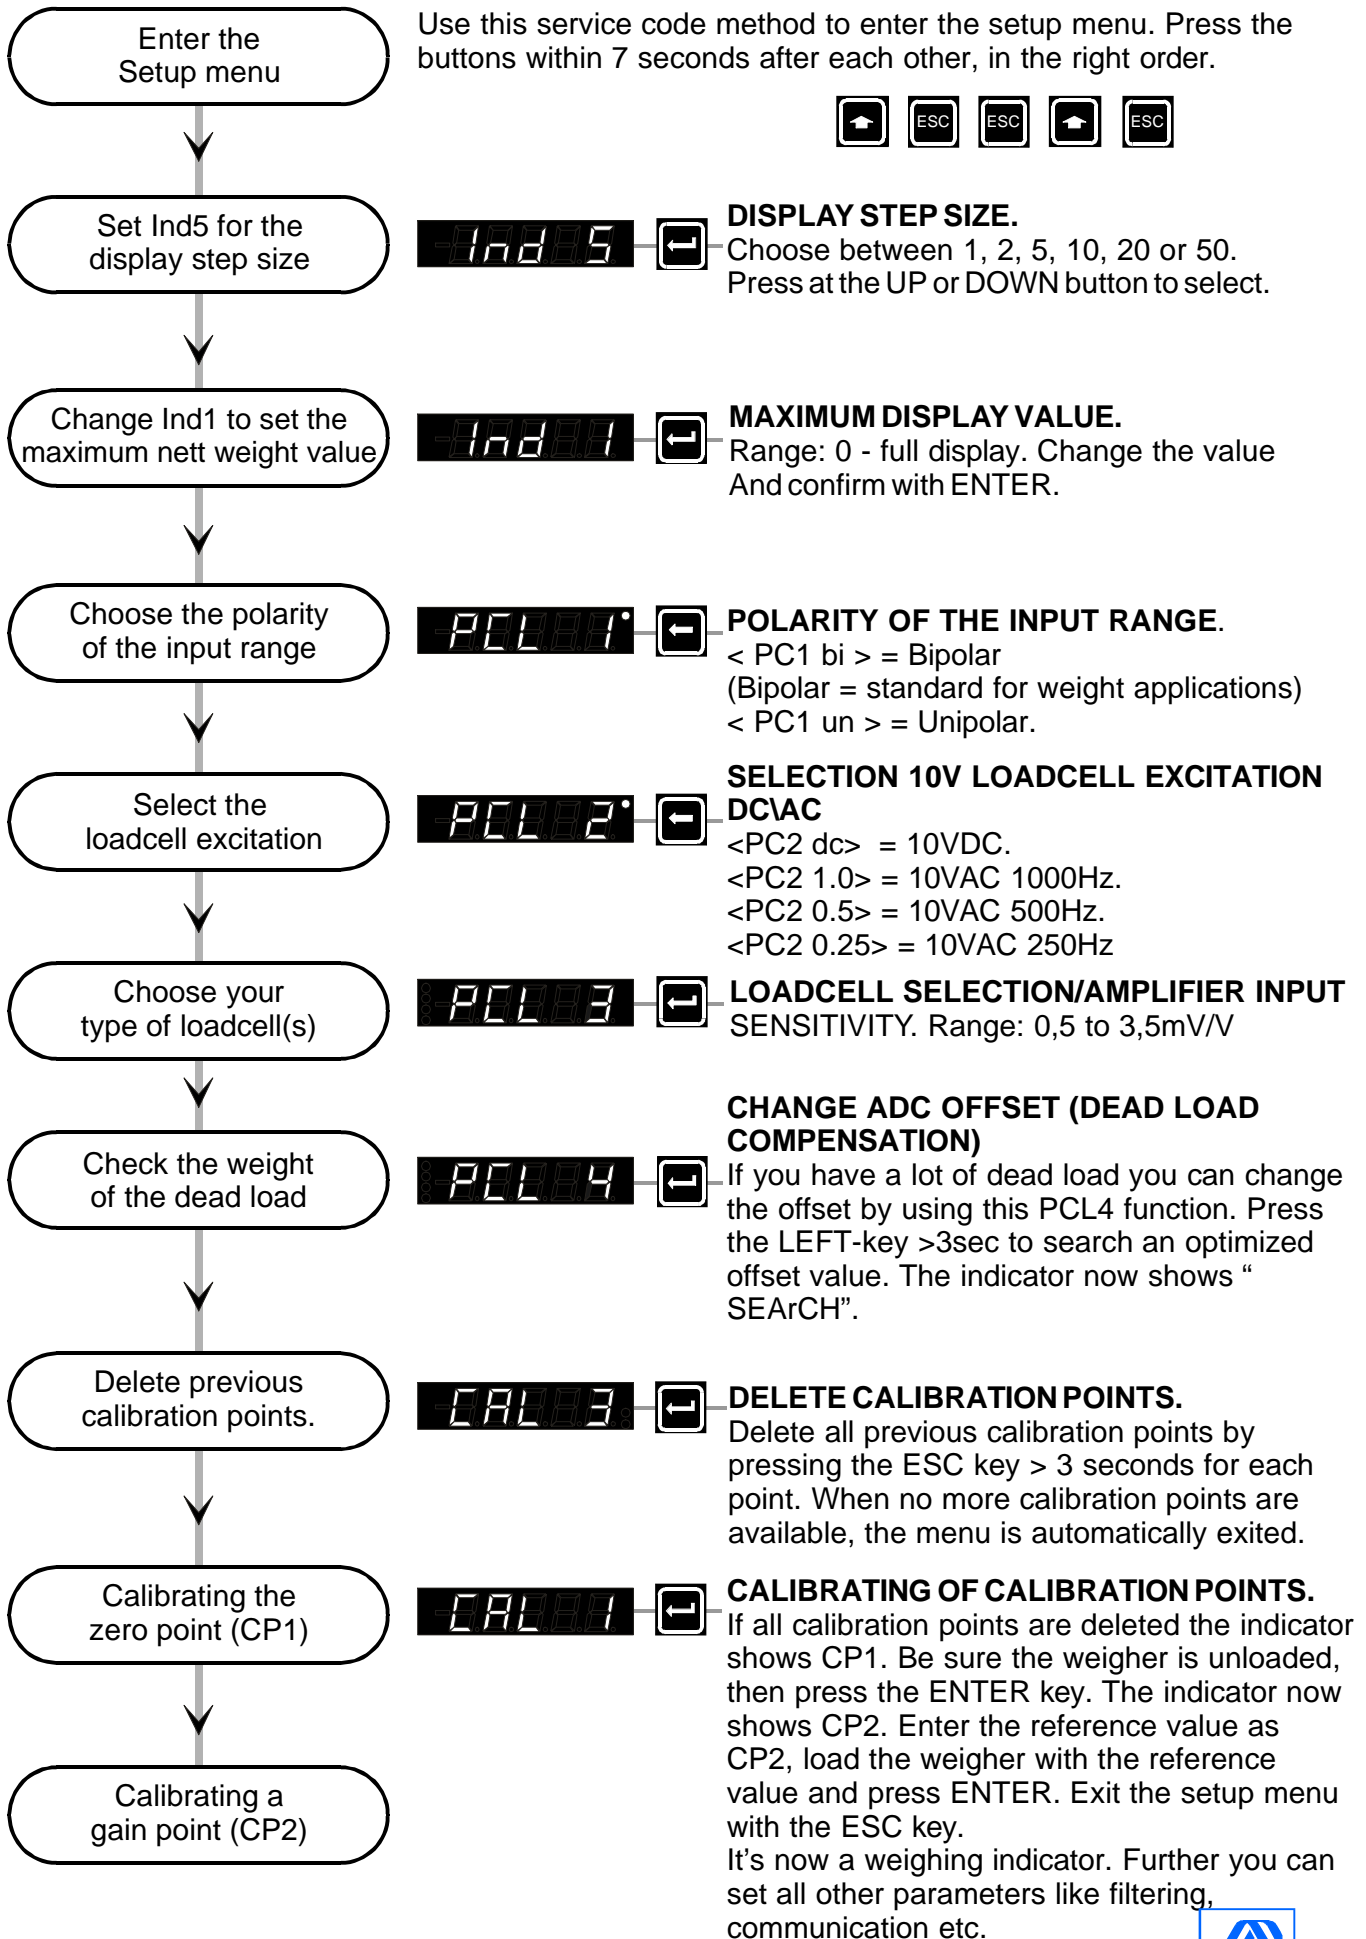 Enter the
Setup menu
Use this service code method to enter the setup menu. Press the
buttons within 7 seconds after each other, in the right order.
ESC ESC ESC
Set Ind5 for the
display step size
Ind 5
DISPLAY STEP SIZE.
Choose between 1, 2, 5, 10, 20 or 50.
Press at the UP or DOWN button to select.
Change Ind1 to set the
maximum nett weight value
Ind 1
MAXIMUM DISPLAY VALUE.
Range: 0 - full display. Change the value
And confirm with ENTER.
Choose the polarity
of the input range
PCL 1
POLARITY OF THE INPUT RANGE.
< PC1 bi > = Bipolar
(Bipolar = standard for weight applications)
< PC1 un > = Unipolar.
Select the
loadcell excitation
PCL 2
SELECTION 10V LOADCELL EXCITATION
DC\AC
<PC2 dc> = 10VDC.
<PC2 1.0> = 10VAC 1000Hz.
<PC2 0.5> = 10VAC 500Hz.
<PC2 0.25> = 10VAC 250Hz
Choose your
type of loadcell(s)
PCL 3
LOADCELL SELECTION/AMPLIFIER INPUT
SENSITIVITY. Range: 0,5 to 3,5mV/V
Check the weight
of the dead load
PCL 4
CHANGE ADC OFFSET (DEAD LOAD
COMPENSATION)
If you have a lot of dead load you can change
the offset by using this PCL4 function. Press
the LEFT-key >3sec to search an optimized
offset value. The indicator now shows “
SEArCH”.
Delete previous
calibration points.
CAL 3
DELETE CALIBRATION POINTS.
Delete all previous calibration points by
pressing the ESC key > 3 seconds for each
point. When no more calibration points are
available, the menu is automatically exited.
Calibrating the
zero point (CP1)
CAL 1
CALIBRATING OF CALIBRATION POINTS.
If all calibration points are deleted the indicator
shows CP1. Be sure the weigher is unloaded,
then press the ENTER key. The indicator now
shows CP2. Enter the reference value as
CP2, load the weigher with the reference
value and press ENTER. Exit the setup menu
with the ESC key.
It's now a weighing indicator. Further you can
set all other parameters like filtering,
communication etc.
Calibrating a
gain point (CP2)